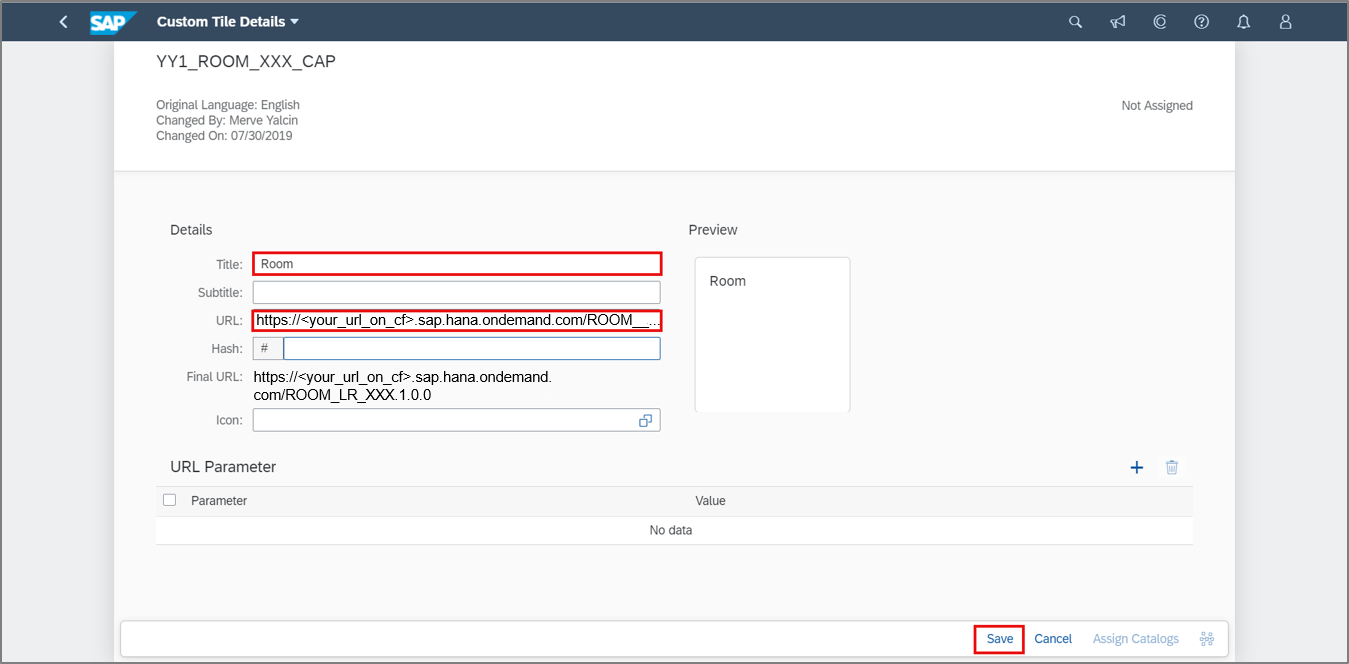 SAP Custom Tile Details
YY1_ROOM_XXX_CAP
Original Language: English
Changed By: Merve Yalcin
Changed On: 07/30/2019
Not Assigned
Details
Preview
Title: Room
Room
Subtitle:
URL: https://<your_url_on_cf>.sap.hana.ondemand.com/ROOM__...
Hash: #
Final URL: https://<your_url_on_cf>.sap.hana.ondemand.
com/ROOM_LR_XXX.1.0.0
Icon:
URL Parameter
Parameter Value
No data
Save Cancel Assign Catalogs